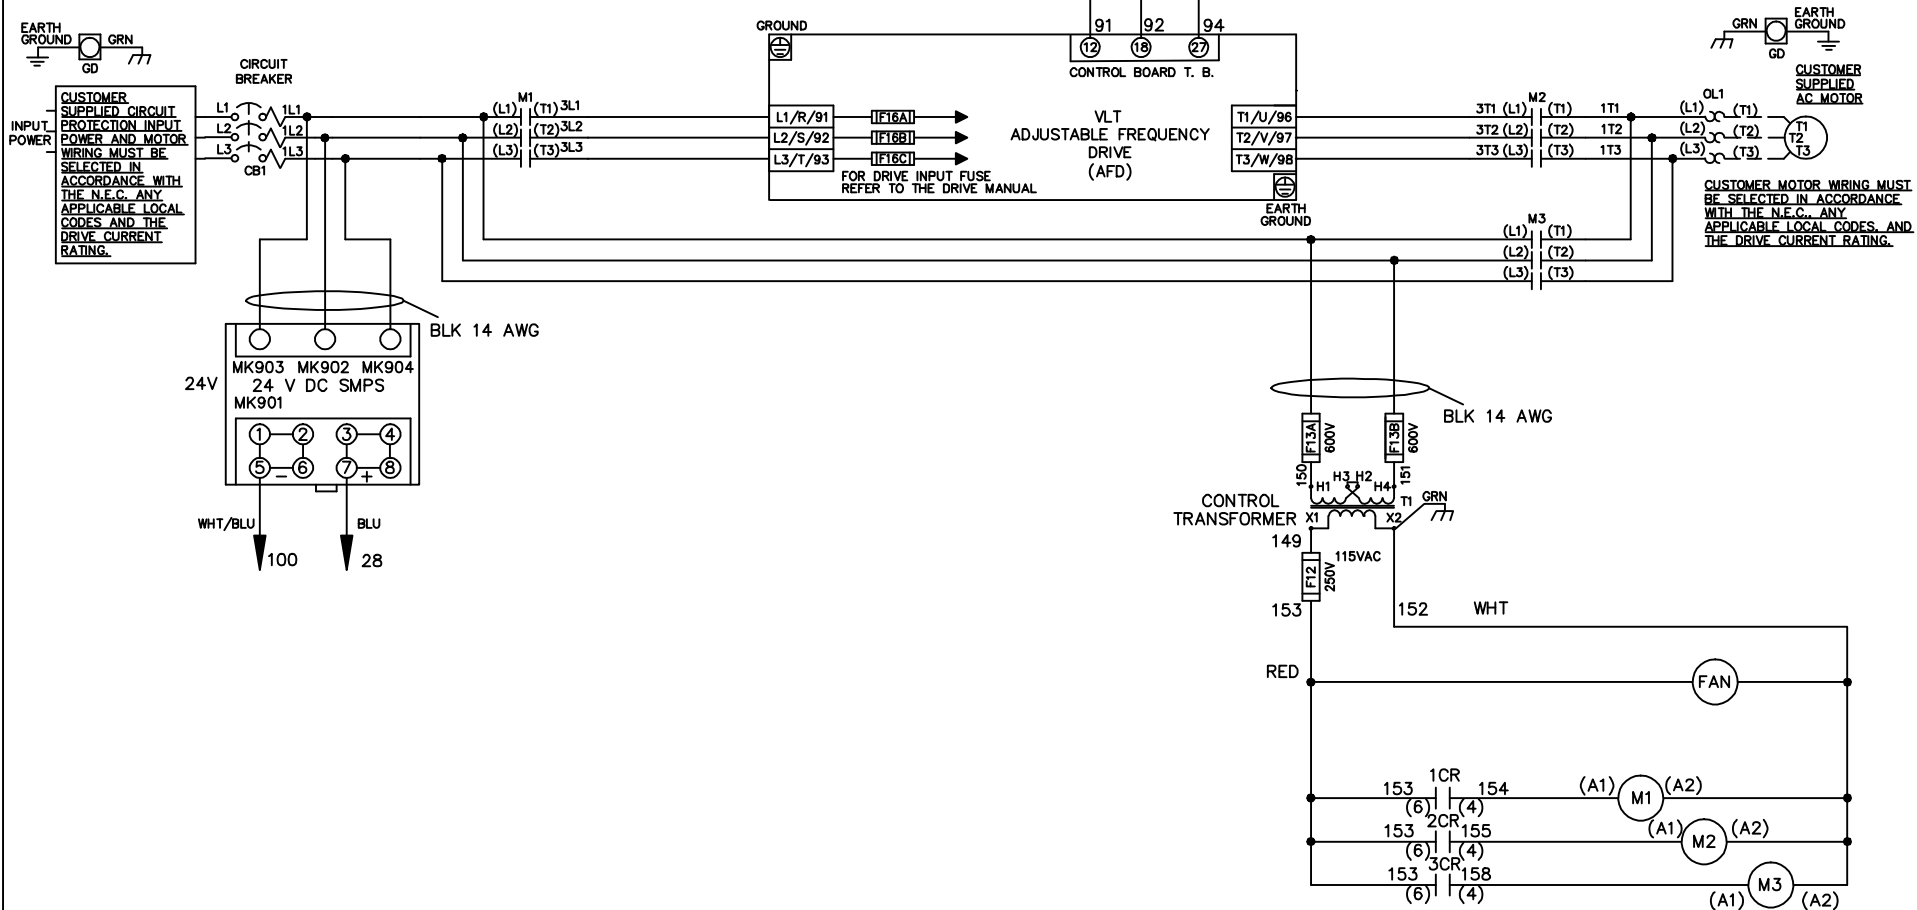 EARTH
GROUND
GRN
GD
CIRCUIT
BREAKER
INPUT
POWER
CUSTOMER
SUPPLIED CIRCUIT
PROTECTION INPUT
POWER AND MOTOR
WIRING MUST BE
SELECTED IN
ACCORDANCE WITH
THE N.E.C. ANY
APPLICABLE LOCAL
CODES AND THE
DRIVE CURRENT
RATING.
L1
L2
L3
1L1
1L2
1L3
CB1
M1
(L1) (T1) 3L1
(L2) (T2) 3L2
(L3) (T3) 3L3
GROUND
91 92 94
12 18 27
CONTROL BOARD T. B.
L1/R/91 F16A
L2/S/92 F16B
L3/T/93 F16C
FOR DRIVE INPUT FUSE
REFER TO THE DRIVE MANUAL
VLT
ADJUSTABLE FREQUENCY
DRIVE
(AFD)
T1/U/96
T2/V/97
T3/W/98
EARTH
GROUND
M2
3T1 (L1) (T1) 1T1
3T2 (L2) (T2) 1T2
3T3 (L3) (T3) 1T3
M3
(L1) (T1)
(L2) (T2)
(L3) (T3)
GRN
EARTH
GROUND
GD
CUSTOMER
SUPPLIED
AC MOTOR
OL1
(L1) (T1)
(L2) (T2)
(L3) (T3)
T1
T2
T3
CUSTOMER MOTOR WIRING MUST
BE SELECTED IN ACCORDANCE
WITH THE N.E.C., ANY
APPLICABLE LOCAL CODES, AND
THE DRIVE CURRENT RATING.
BLK 14 AWG
MK903 MK902 MK904
24V
24 V DC SMPS
MK901
1 2 3 4
5 6 7 8
− +
WHT/BLU BLU
100 28
BLK 14 AWG
F13A 600V
F13B 600V
150 151
H1 H3 H2 H4
T1
GRN
CONTROL
TRANSFORMER
X1 X2
149
115VAC
F12 250V
153 152 WHT
RED
FAN
1CR
153 154 (A1) M1 (A2)
(6) (4)
2CR
153 155 (A1) M2 (A2)
(6) (4)
3CR
153 158 M3
(6) (4) (A1) (A2)